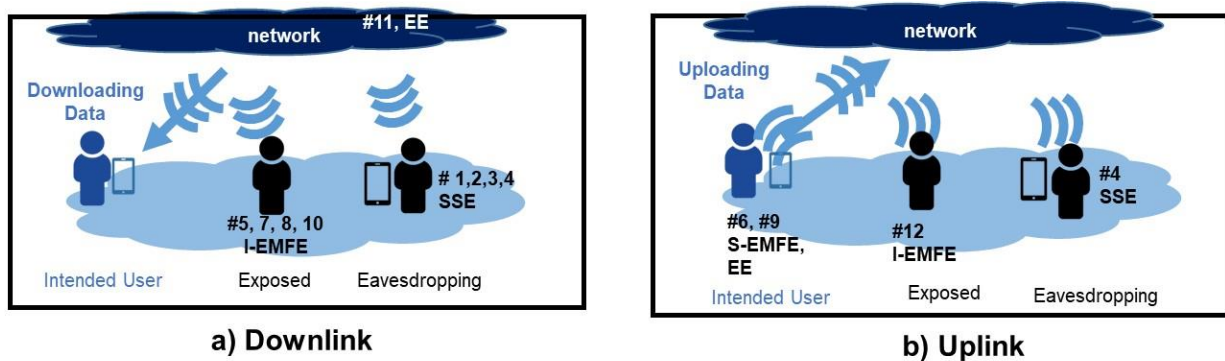 #11, EE
network
Downloading
Data
# 1,2,3,4
SSE
#5, 7, 8, 10
I-EMFE
Intended User
Exposed
Eavesdropping
a) Downlink
network
Uploading
Data
#4
SSE
#6, #9
S-EMFE,
EE
#12
I-EMFE
Intended User
Exposed
Eavesdropping
b) Uplink